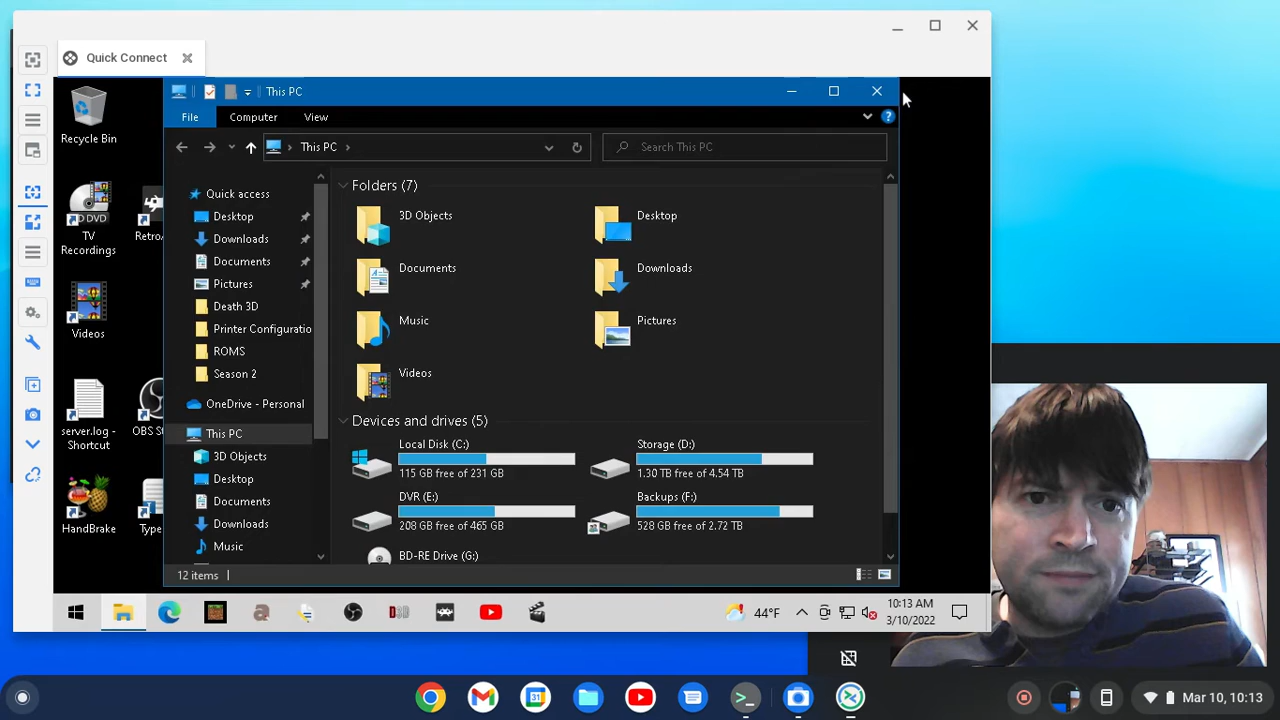 Quick Connect
This PC
File Computer View
This PC
Search This PC
Recycle Bin
TV Recordings
Videos
server.log - Shortcut
HandBrake
Retro
OBS S
Type
Quick access
Desktop
Downloads
Documents
Pictures
Death 3D
Printer Configuratio
ROMS
Season 2
OneDrive - Personal
This PC
3D Objects
Desktop
Documents
Downloads
Music
Folders (7)
3D Objects
Desktop
Documents
Downloads
Music
Pictures
Videos
Devices and drives (5)
Local Disk (C:)
115 GB free of 231 GB
Storage (D:)
1.30 TB free of 4.54 TB
DVR (E:)
208 GB free of 465 GB
Backups (F:)
528 GB free of 2.72 TB
BD-RE Drive (G:)
12 items
44°F
10:13 AM
3/10/2022
31
Mar 10, 10:13